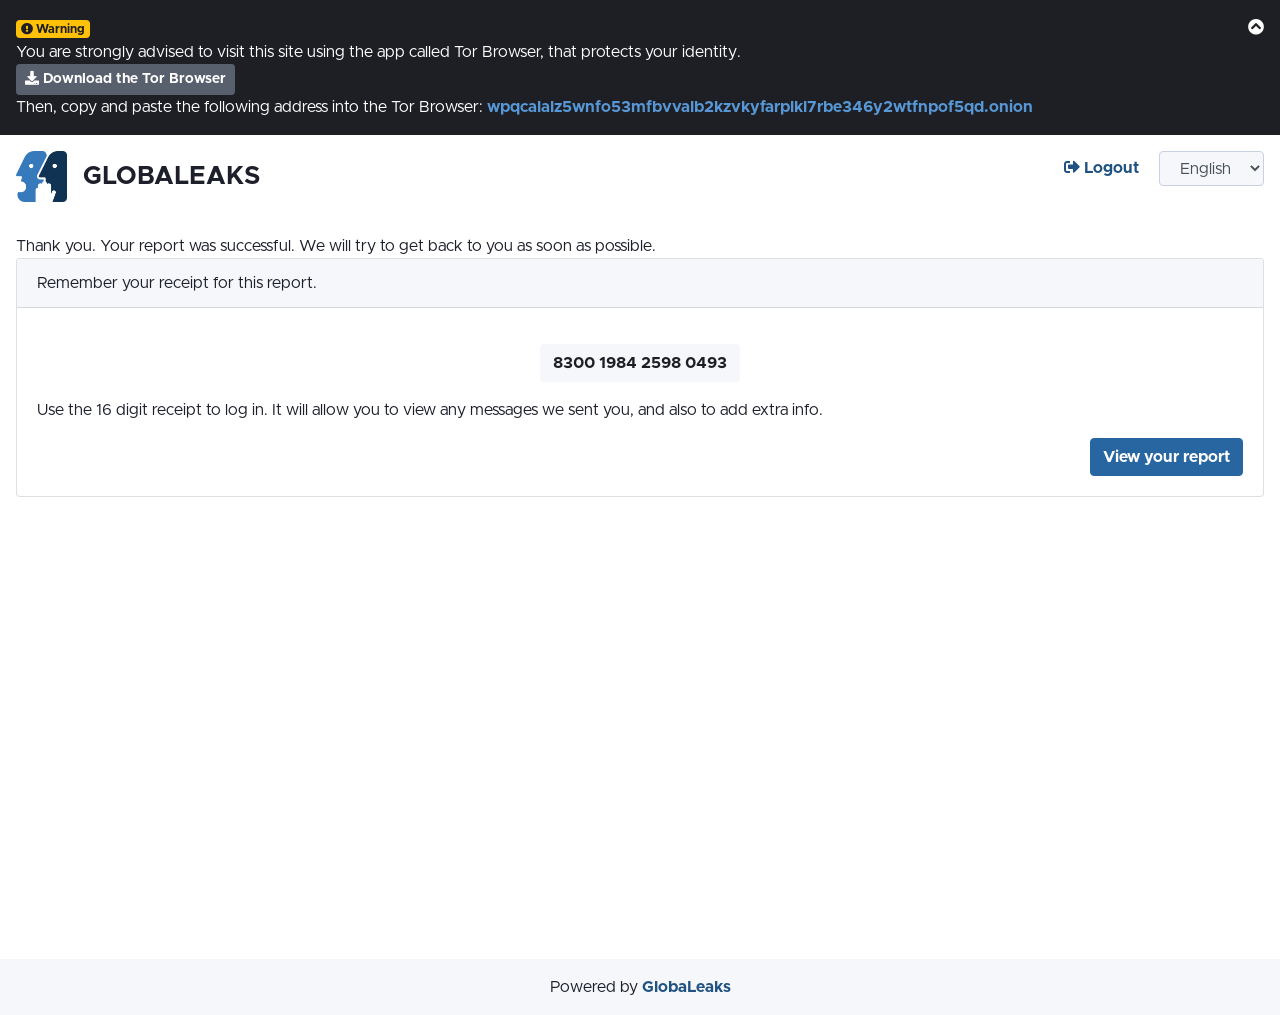 Warning
You are strongly advised to visit this site using the app called Tor Browser, that protects your identity.
Download the Tor Browser
Then, copy and paste the following address into the Tor Browser: wpqcalalz5wnfo53mfbvvalb2kzvkyfarplkl7rbe346y2wtfnpof5qd.onion
GLOBALEAKS
Logout
English
Thank you. Your report was successful. We will try to get back to you as soon as possible.
Remember your receipt for this report.
8300 1984 2598 0493
Use the 16 digit receipt to log in. It will allow you to view any messages we sent you, and also to add extra info.
View your report
Powered by GlobaLeaks